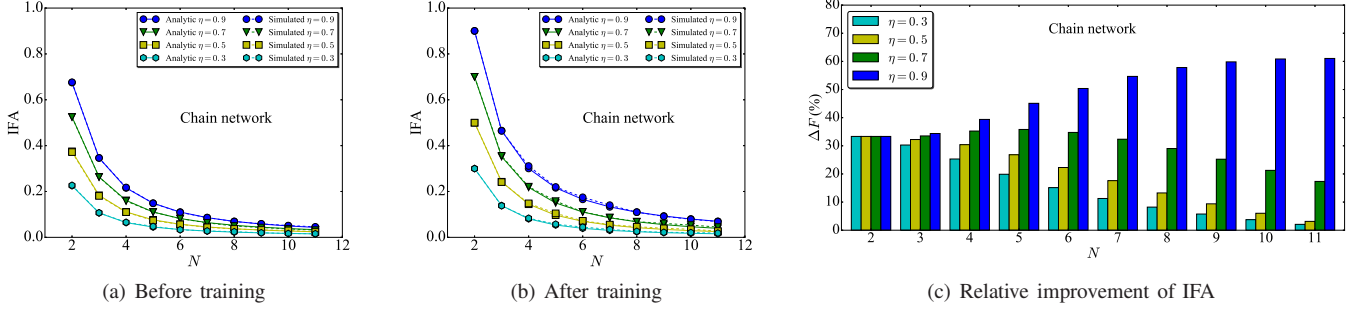 Analytic η = 0.9
Simulated η = 0.9
Analytic η = 0.7
Simulated η = 0.7
Analytic η = 0.5
Simulated η = 0.5
Analytic η = 0.3
Simulated η = 0.3
Chain network
IFA
1.0
0.8
0.6
0.4
0.2
0.0
2 4 6 8 10 12
N
(a) Before training
Analytic η = 0.9
Simulated η = 0.9
Analytic η = 0.7
Simulated η = 0.7
Analytic η = 0.5
Simulated η = 0.5
Analytic η = 0.3
Simulated η = 0.3
Chain network
IFA
1.0
0.8
0.6
0.4
0.2
0.0
2 4 6 8 10 12
N
(b) After training
η = 0.3
η = 0.5
η = 0.7
η = 0.9
Chain network
ΔF (%)
80
70
60
50
40
30
20
10
0
2 3 4 5 6 7 8 9 10 11
N
(c) Relative improvement of IFA